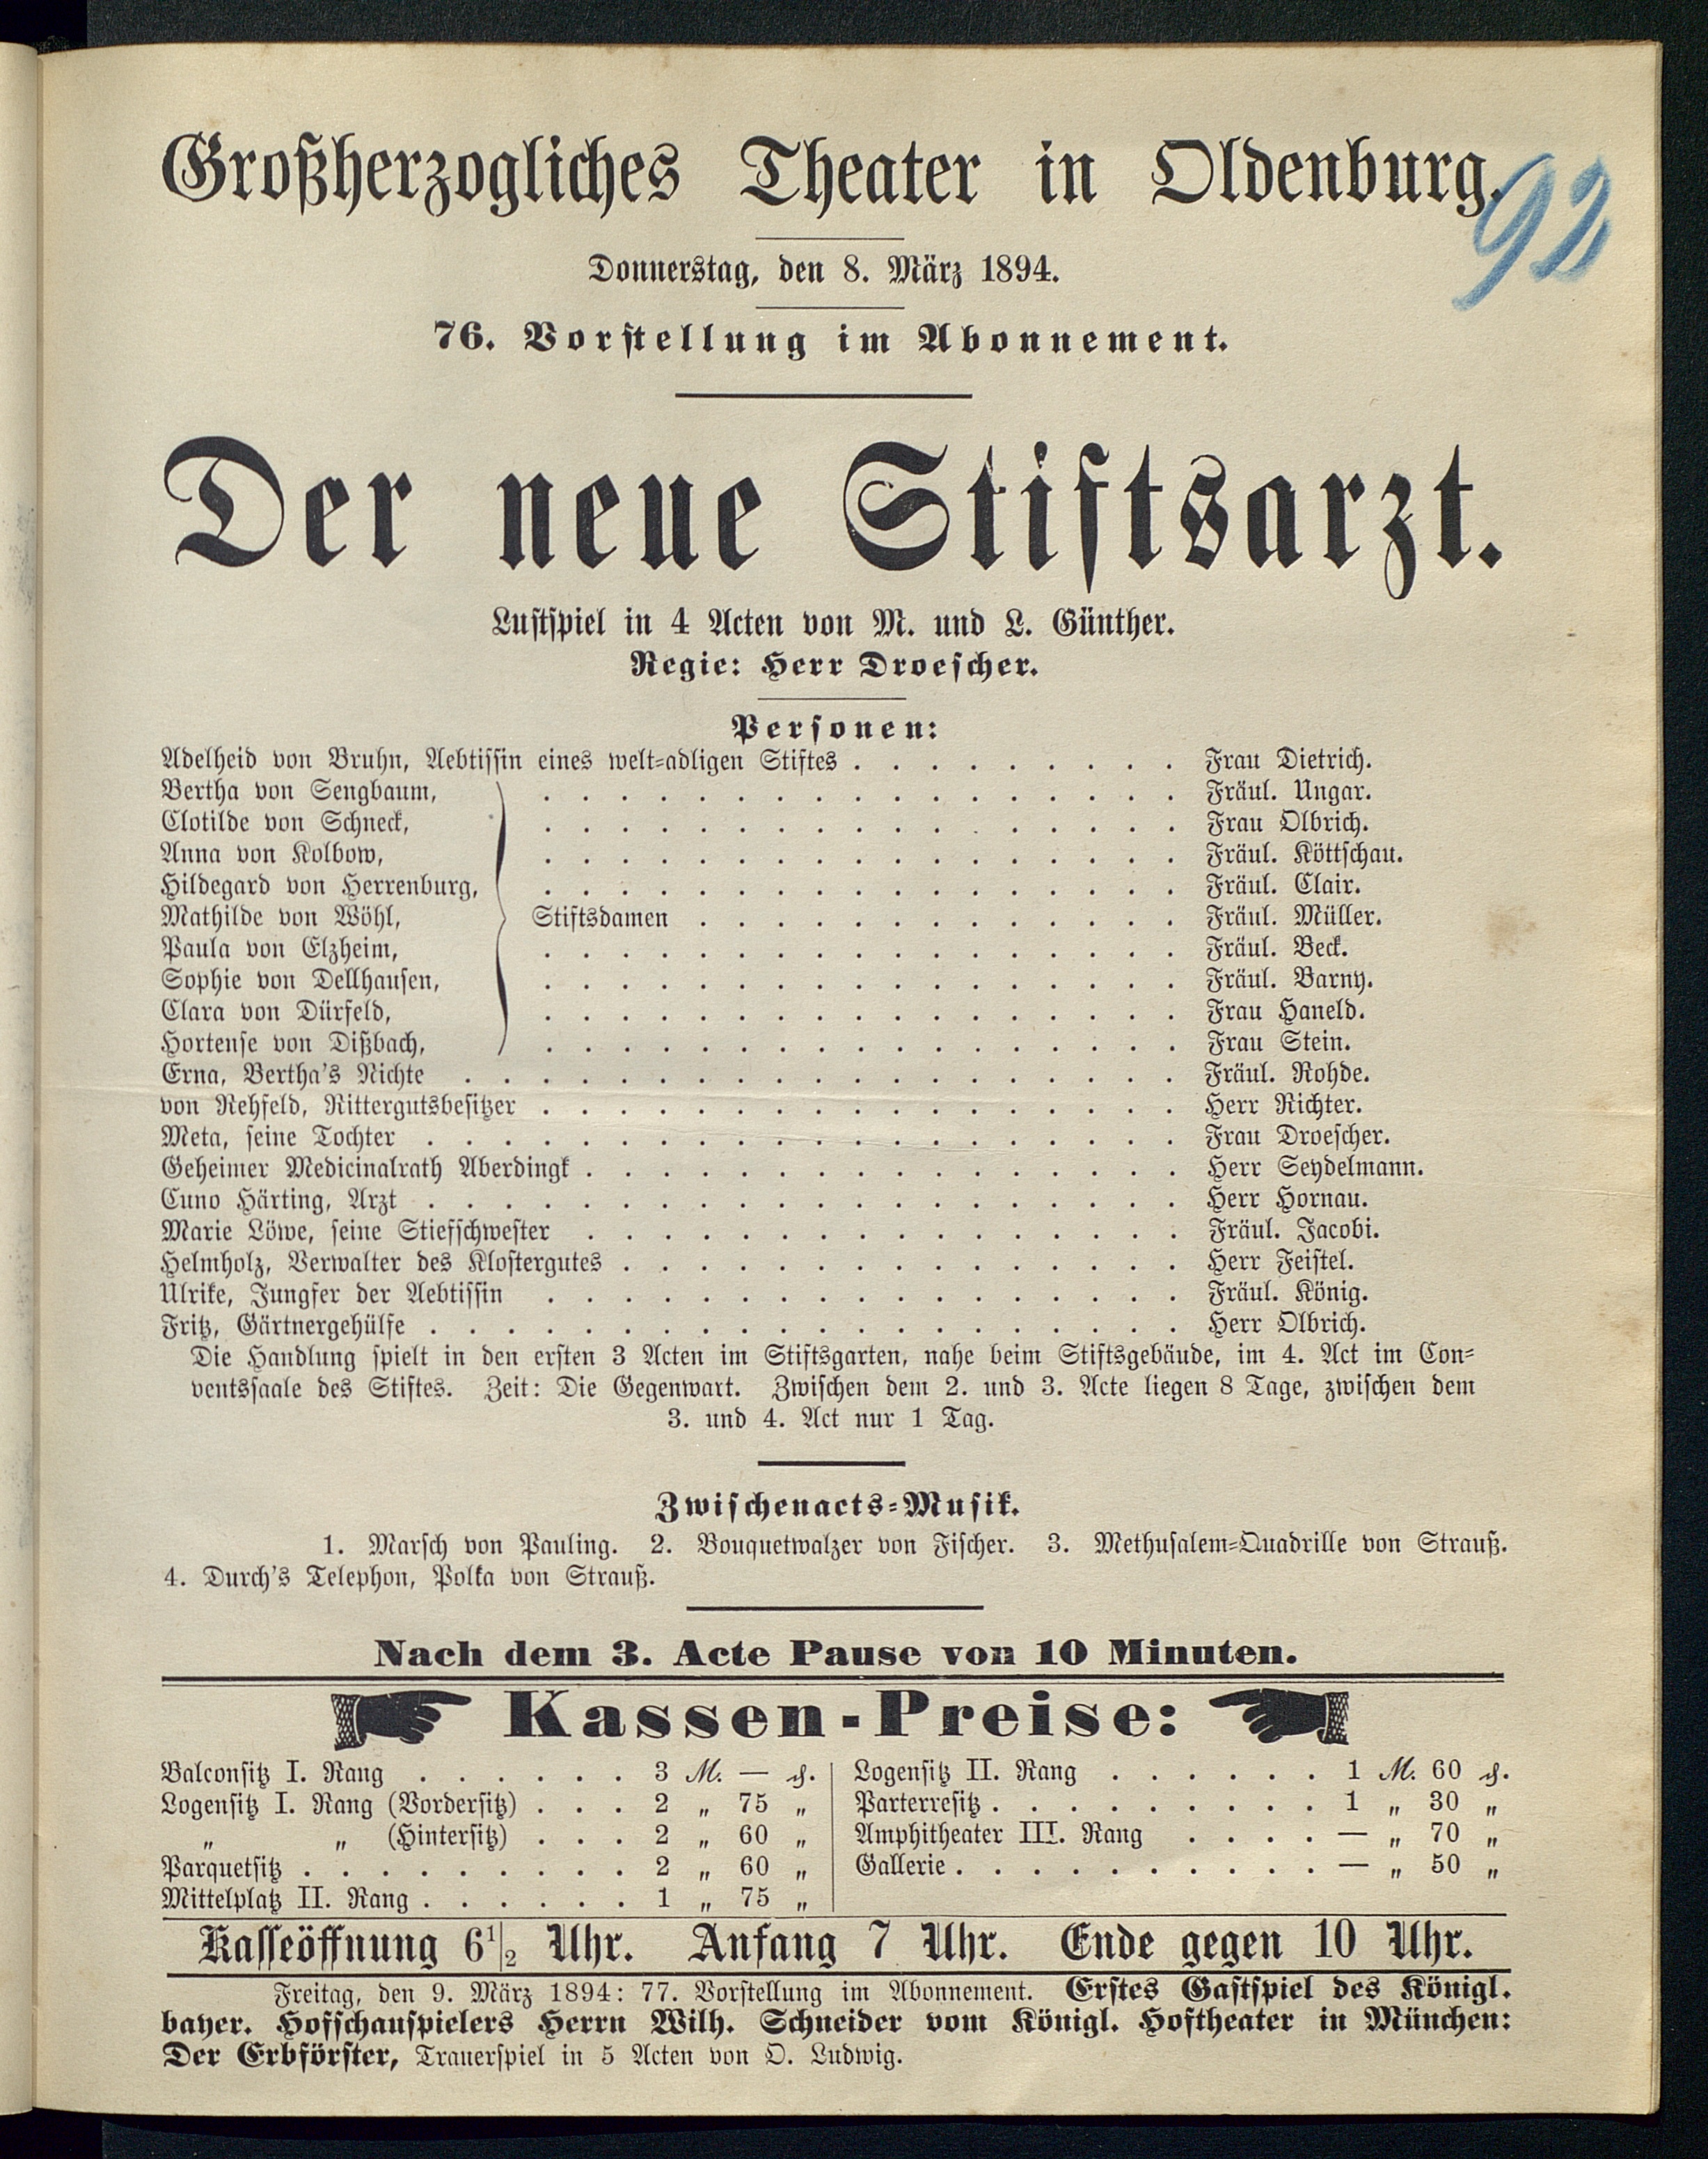 Großherzogliches Theater in Oldenburg.
92
Donnerstag, den 8. März 1894.
76. Vorstellung im Abonnement.
Der neue Stiftsarzt.
Lustspiel in 4 Acten von M. und L. Günther.
Regie: Herr Droescher.
Personen:
Adelheid von Bruhn, Aebtissin eines welt-adligen Stiftes . . . . . . . . . Frau Dietrich.
Bertha von Sengbaum, . . . . . . . . . . . . . . . . . Fräul. Ungar.
Clotilde von Schneck, . . . . . . . . . . . . . . . . . Frau Olbrich.
Anna von Kolbow, . . . . . . . . . . . . . . . . . Fräul. Köttschau.
Hildegard von Herrenburg, . . . . . . . . . . . . . . . . . Fräul. Clair.
Mathilde von Wöhl, Stiftsdamen . . . . . . . . . . . . . Fräul. Müller.
Paula von Elzheim, . . . . . . . . . . . . . . . . . Fräul. Beck.
Sophie von Dellhausen, . . . . . . . . . . . . . . . . . Fräul. Barny.
Clara von Dürfeld, . . . . . . . . . . . . . . . . . Frau Haneld.
Hortense von Dißbach, . . . . . . . . . . . . . . . . . Frau Stein.
Erna, Bertha's Nichte . . . . . . . . . . . . . . . . . . . Fräul. Rohde.
von Rehfeld, Rittergutsbesitzer . . . . . . . . . . . . . . . . . Herr Richter.
Meta, seine Tochter . . . . . . . . . . . . . . . . . . . . Frau Droescher.
Geheimer Medicinalrath Aberdingk . . . . . . . . . . . . . . . . Herr Seydelmann.
Cuno Härting, Arzt . . . . . . . . . . . . . . . . . . . . Herr Hornau.
Marie Löwe, seine Stiefschwester . . . . . . . . . . . . . . . . Fräul. Jacobi.
Helmholz, Verwalter des Klostergutes . . . . . . . . . . . . . . . Herr Feistel.
Ulrike, Jungfer der Aebtissin . . . . . . . . . . . . . . . . . Fräul. König.
Fritz, Gärtnergehülfe . . . . . . . . . . . . . . . . . . . . Herr Olbrich.
Die Handlung spielt in den ersten 3 Acten im Stiftsgarten, nahe beim Stiftsgebäude, im 4. Act im Con-
ventssaale des Stiftes. Zeit: Die Gegenwart. Zwischen dem 2. und 3. Acte liegen 8 Tage, zwischen dem
3. und 4. Act nur 1 Tag.
Zwischenacts-Musik.
1. Marsch von Pauling. 2. Bouquetwalzer von Fischer. 3. Methusalem-Quadrille von Strauß.
4. Durch's Telephon, Polka von Strauß.
Nach dem 3. Acte Pause von 10 Minuten.
Kassen-Preise:
Balconsitz I. Rang . . . . . . 3 M. — ₰.
Logensitz I. Rang (Vordersitz) . . . 2 „ 75 „
„ „ (Hintersitz) . . . 2 „ 60 „
Parquetsitz . . . . . . . . . 2 „ 60 „
Mittelplatz II. Rang . . . . . . 1 „ 75 „
Logensitz II. Rang . . . . . . 1 M. 60 ₰.
Parterresitz . . . . . . . . . 1 „ 30 „
Amphitheater III. Rang . . . . — „ 70 „
Gallerie . . . . . . . . . . — „ 50 „
Kasseöffnung 6 1/2 Uhr. Anfang 7 Uhr. Ende gegen 10 Uhr.
Freitag, den 9. März 1894: 77. Vorstellung im Abonnement. Erstes Gastspiel des Königl.
bayer. Hofschauspielers Herrn Wilh. Schneider vom Königl. Hoftheater in München:
Der Erbförster, Trauerspiel in 5 Acten von O. Ludwig.